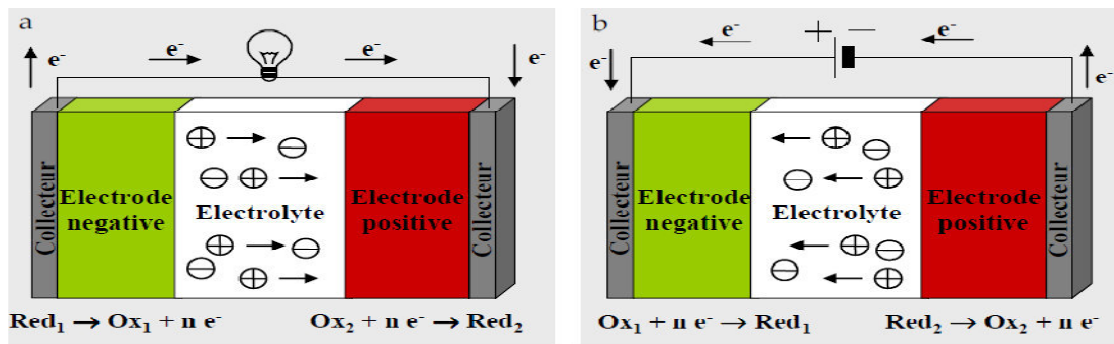 a
e⁻ e⁻ e⁻ e⁻
Collecteur
Electrode
negative
Electrolyte
Electrode
positive
Collecteur
Red₁ → Ox₁ + n e⁻
Ox₂ + n e⁻ → Red₂
b
e⁻ e⁻ + − e⁻ e⁻
Collecteur
Electrode
negative
Electrolyte
Electrode
positive
Collecteur
Ox₁ + n e⁻ → Red₁
Red₂ → Ox₂ + n e⁻